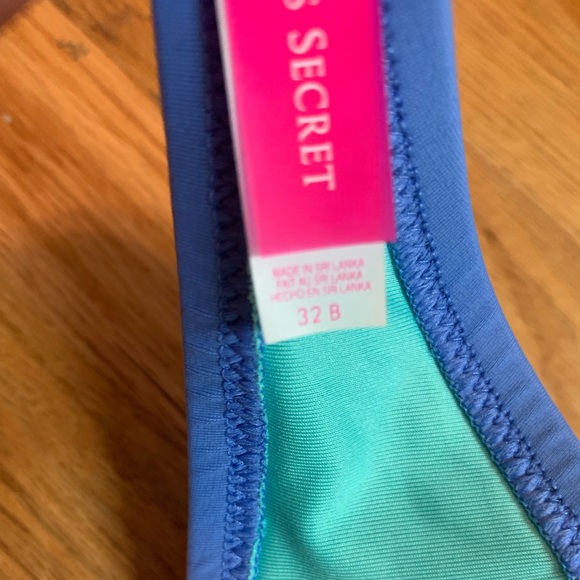 S SECRET
MADE IN SRI LANKA
FAIT AU SRI LANKA
HECHO EN SRI LANKA
32 B